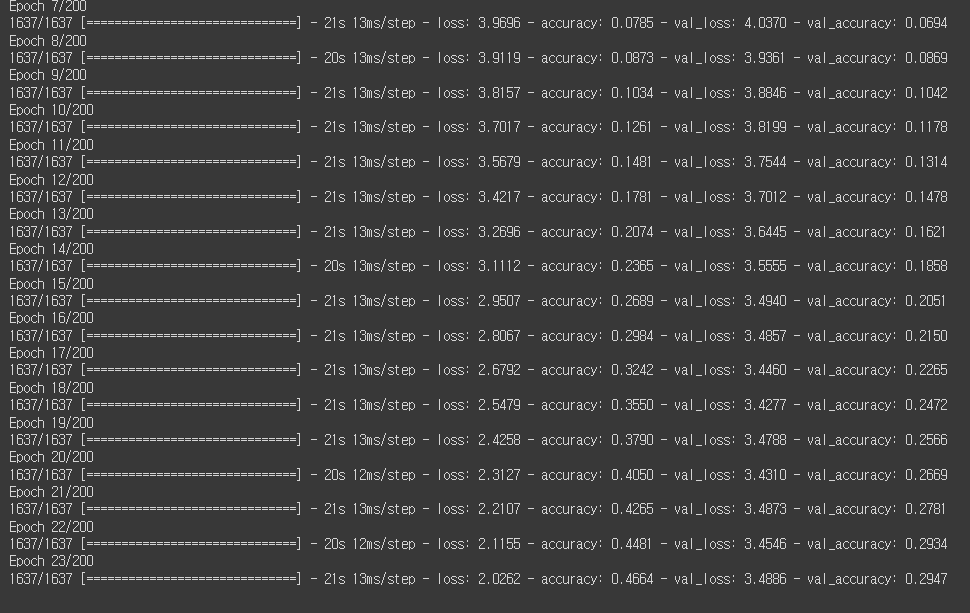 Epoch 7/200
1637/1637 [==============================] - 21s 13ms/step - loss: 3.9696 - accuracy: 0.0785 - val_loss: 4.0370 - val_accuracy: 0.0694
Epoch 8/200
1637/1637 [==============================] - 20s 13ms/step - loss: 3.9119 - accuracy: 0.0873 - val_loss: 3.9361 - val_accuracy: 0.0869
Epoch 9/200
1637/1637 [==============================] - 21s 13ms/step - loss: 3.8157 - accuracy: 0.1034 - val_loss: 3.8846 - val_accuracy: 0.1042
Epoch 10/200
1637/1637 [==============================] - 21s 13ms/step - loss: 3.7017 - accuracy: 0.1261 - val_loss: 3.8199 - val_accuracy: 0.1178
Epoch 11/200
1637/1637 [==============================] - 21s 13ms/step - loss: 3.5679 - accuracy: 0.1481 - val_loss: 3.7544 - val_accuracy: 0.1314
Epoch 12/200
1637/1637 [==============================] - 21s 13ms/step - loss: 3.4217 - accuracy: 0.1781 - val_loss: 3.7012 - val_accuracy: 0.1478
Epoch 13/200
1637/1637 [==============================] - 21s 13ms/step - loss: 3.2696 - accuracy: 0.2074 - val_loss: 3.6445 - val_accuracy: 0.1621
Epoch 14/200
1637/1637 [==============================] - 20s 13ms/step - loss: 3.1112 - accuracy: 0.2365 - val_loss: 3.5555 - val_accuracy: 0.1858
Epoch 15/200
1637/1637 [==============================] - 21s 13ms/step - loss: 2.9507 - accuracy: 0.2689 - val_loss: 3.4940 - val_accuracy: 0.2051
Epoch 16/200
1637/1637 [==============================] - 21s 13ms/step - loss: 2.8067 - accuracy: 0.2984 - val_loss: 3.4857 - val_accuracy: 0.2150
Epoch 17/200
1637/1637 [==============================] - 21s 13ms/step - loss: 2.6792 - accuracy: 0.3242 - val_loss: 3.4460 - val_accuracy: 0.2265
Epoch 18/200
1637/1637 [==============================] - 21s 13ms/step - loss: 2.5479 - accuracy: 0.3550 - val_loss: 3.4277 - val_accuracy: 0.2472
Epoch 19/200
1637/1637 [==============================] - 21s 13ms/step - loss: 2.4258 - accuracy: 0.3790 - val_loss: 3.4788 - val_accuracy: 0.2566
Epoch 20/200
1637/1637 [==============================] - 20s 12ms/step - loss: 2.3127 - accuracy: 0.4050 - val_loss: 3.4310 - val_accuracy: 0.2669
Epoch 21/200
1637/1637 [==============================] - 21s 13ms/step - loss: 2.2107 - accuracy: 0.4265 - val_loss: 3.4873 - val_accuracy: 0.2781
Epoch 22/200
1637/1637 [==============================] - 20s 12ms/step - loss: 2.1155 - accuracy: 0.4481 - val_loss: 3.4546 - val_accuracy: 0.2934
Epoch 23/200
1637/1637 [==============================] - 21s 13ms/step - loss: 2.0262 - accuracy: 0.4664 - val_loss: 3.4886 - val_accuracy: 0.2947